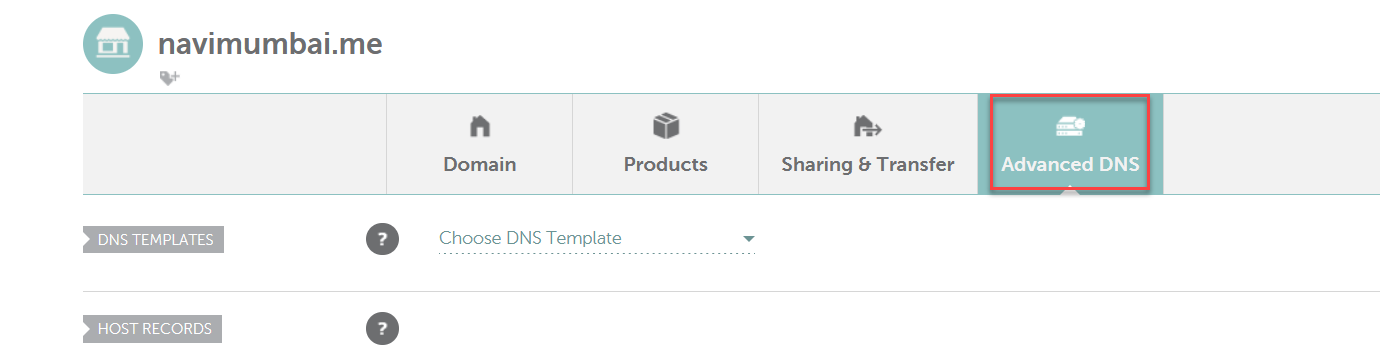 navimumbai.me
Domain
Products
Sharing & Transfer
Advanced DNS
DNS TEMPLATES
?
Choose DNS Template
HOST RECORDS
?